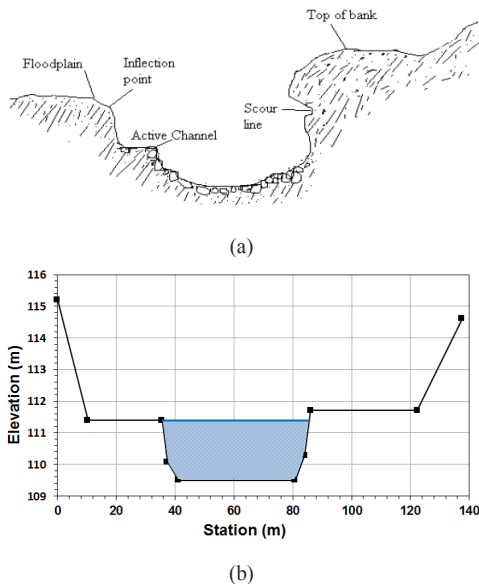 Top of bank
Floodplain
Inflection
point
Scour
line
Active Channel
(a)
116
115
114
113
112
111
110
109
Elevation (m)
0 20 40 60 80 100 120 140
Station (m)
(b)